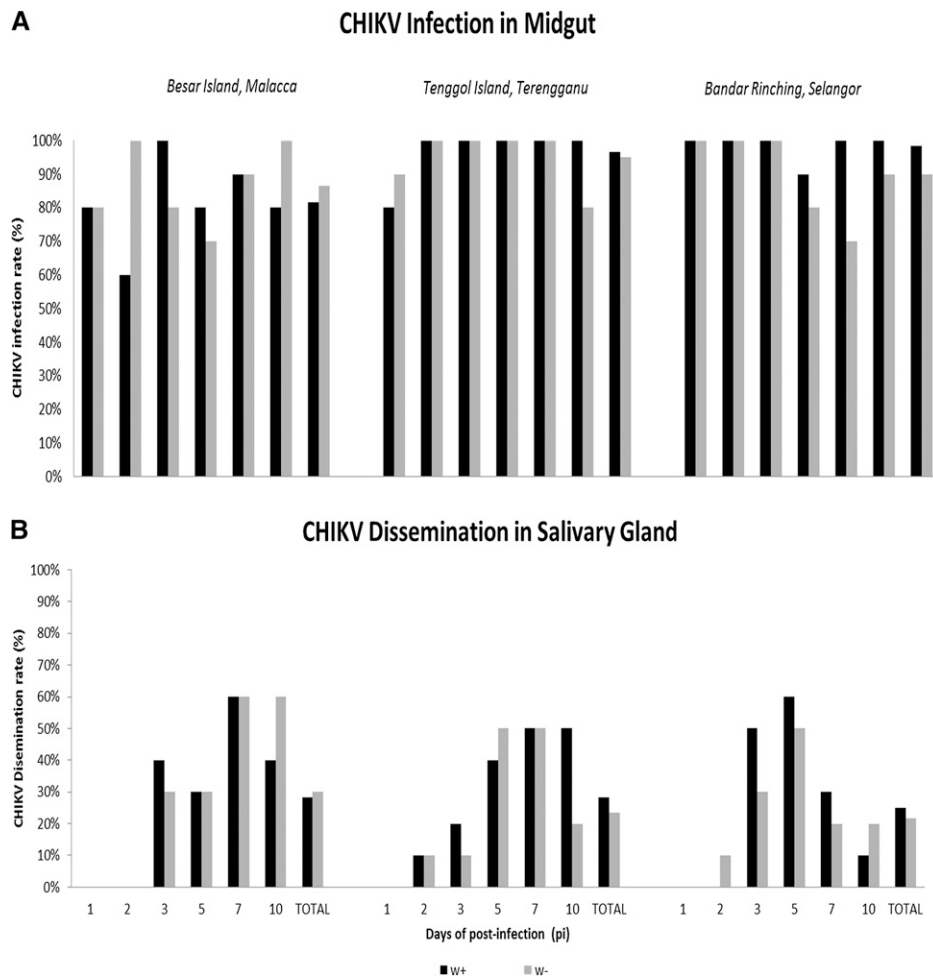 A
CHIKV Infection in Midgut
Besar Island, Malacca Tenggol Island, Terengganu Bandar Rinching, Selangor
CHIKV infection rate (%)
100%
90%
80%
70%
60%
50%
40%
30%
20%
10%
0%
B
CHIKV Dissemination in Salivary Gland
CHIKV Disemination rate (%)
100%
90%
80%
70%
60%
50%
40%
30%
20%
10%
0%
1 2 3 5 7 10 TOTAL 1 2 3 5 7 10 TOTAL 1 2 3 5 7 10 TOTAL
Days of post-infection (pi)
w+ w-